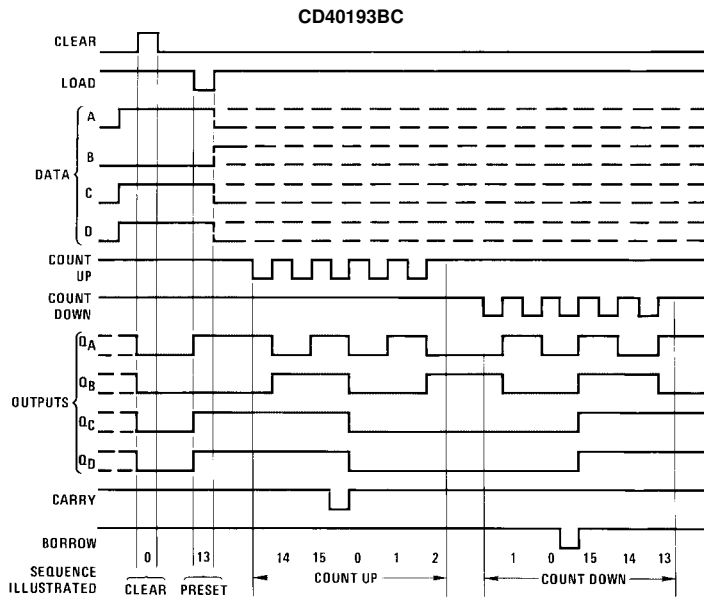 CD40193BC
CLEAR
LOAD
DATA
A
B
C
D
COUNT
UP
COUNT
DOWN
OUTPUTS
QA
QB
QC
QD
CARRY
BORROW
SEQUENCE
ILLUSTRATED
0 13 14 15 0 1 2 1 0 15 14 13
CLEAR PRESET COUNT UP COUNT DOWN